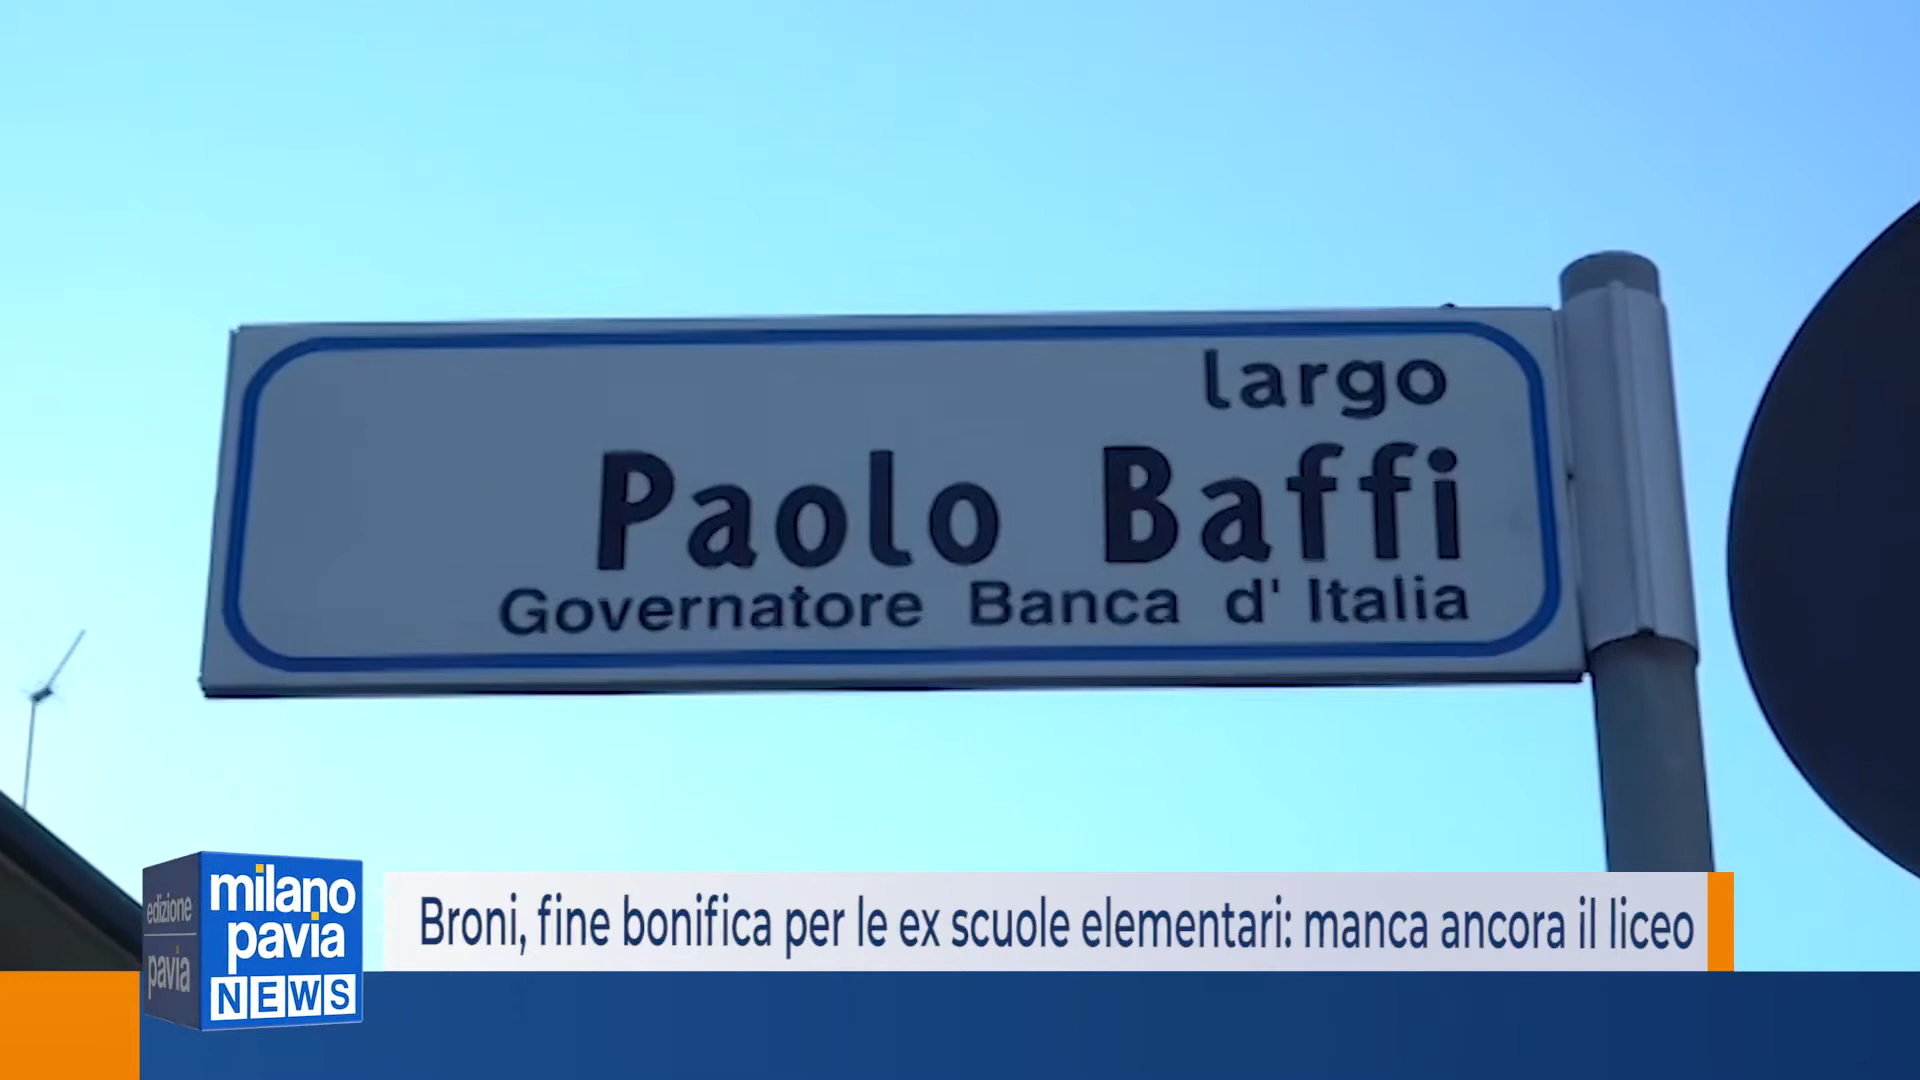 largo
Paolo Baffi
Governatore Banca d' Italia
edizione
pavia
milano
pavia
NEWS
Broni, fine bonifica per le ex scuole elementari: manca ancora il liceo